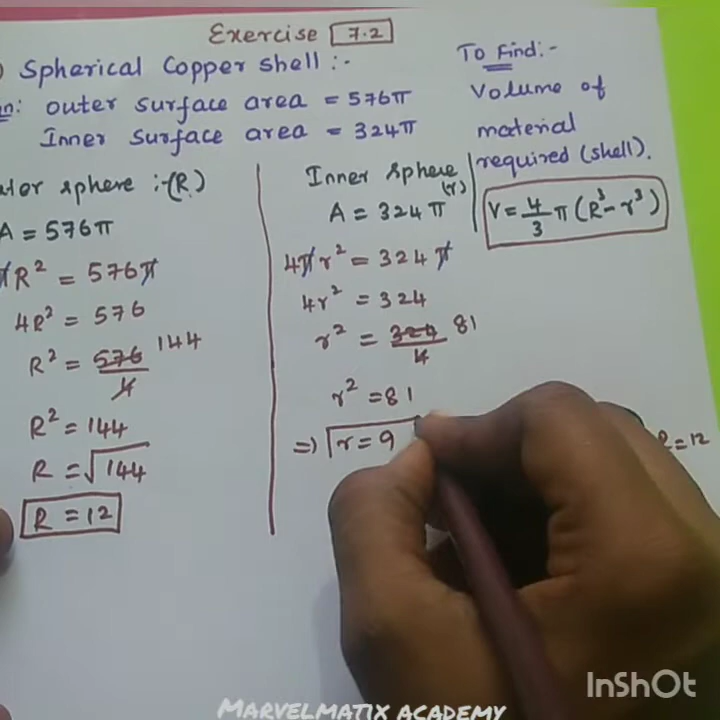 Exercise 7.2
) Spherical Copper shell :-
outer surface area = 576π
Inner surface area = 324π
To Find:-
Volume of
material
required (shell).
V = 4/3 π (R³ - r³)
sphere :-(R)
A = 576π
R² = 576π
4R² = 576
R² = 576/4 144
R² = 144
R = √144
R = 12
Inner Sphere (r)
A = 324π
4πr² = 324π
4r² = 324
r² = 324/4 81
r² = 81
=) r = 9
R = 12
InShot
MARVELMATIX ACADEMY